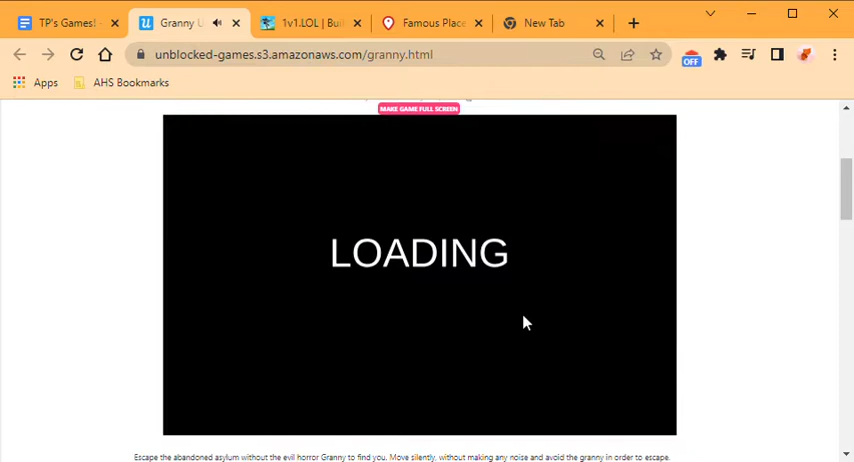 TP's Games! -
Granny U
1v1.LOL | Buil
Famous Place
New Tab
unblocked-games.s3.amazonaws.com/granny.html
OFF
Apps
AHS Bookmarks
MAKE GAME FULL SCREEN
LOADING
Escape the abandoned asylum without the evil horror Granny to find you. Move silently, without making any noise and avoid the granny in order to escape.